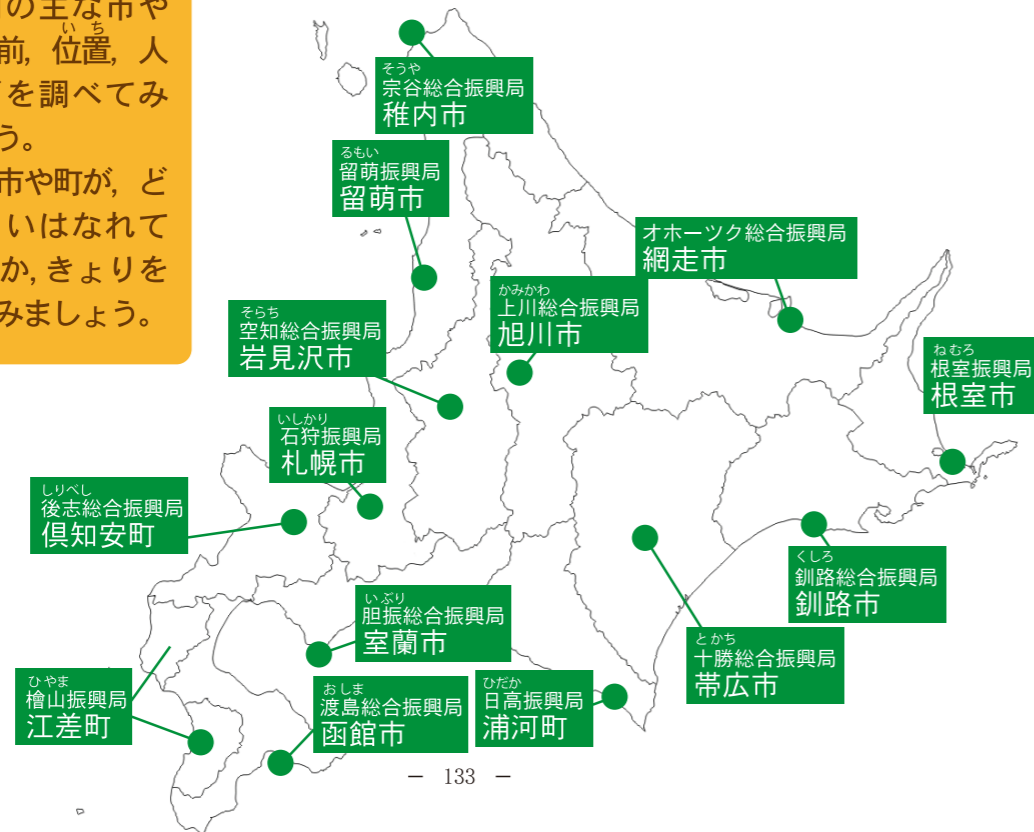 の主な市や
前，位置，人
を調べてみ
う。
市や町が，ど
いはなれて
か，きょりを
みましょう。
いち
そうや
宗谷総合振興局
稚内市
るもい
留萌振興局
留萌市
オホーツク総合振興局
網走市
かみかわ
上川総合振興局
旭川市
そらち
空知総合振興局
岩見沢市
ねむろ
根室振興局
根室市
いしかり
石狩振興局
札幌市
しりべし
後志総合振興局
倶知安町
くしろ
釧路総合振興局
釧路市
いぶり
胆振総合振興局
室蘭市
とかち
十勝総合振興局
帯広市
ひやま
檜山振興局
江差町
おしま
渡島総合振興局
函館市
ひだか
日高振興局
浦河町
― 133 ―